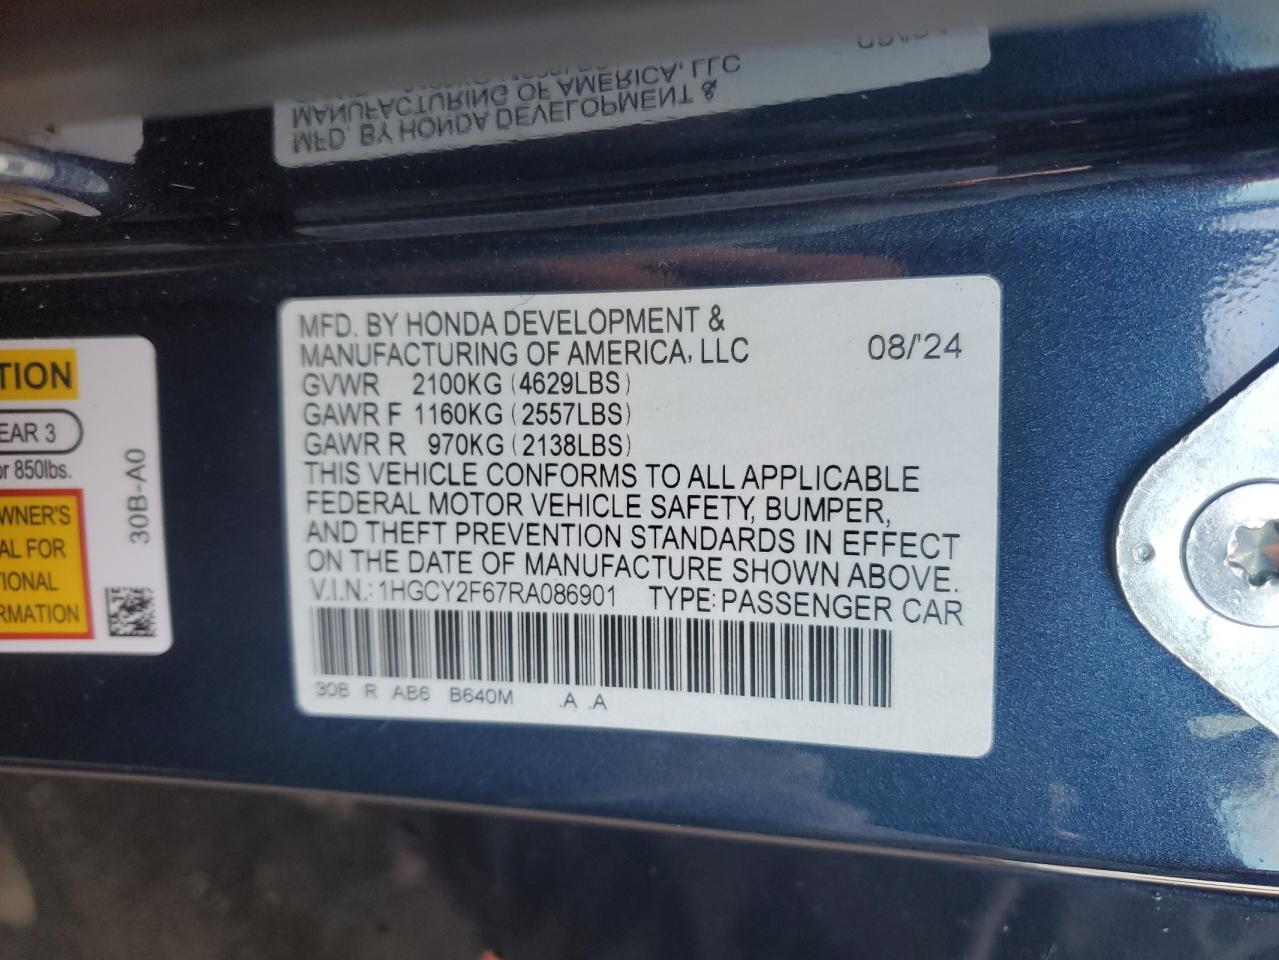 MANUFACTURING OF AMERICA, LLC
MFD. BY HONDA DEVELOPMENT &
TION
EAR 3
or 850lbs.
WNER'S
AL FOR
TIONAL
RMATION
30B-A0
MFD. BY HONDA DEVELOPMENT &
MANUFACTURING OF AMERICA, LLC 08/'24
GVWR 2100KG (4629LBS)
GAWR F 1160KG (2557LBS)
GAWR R 970KG (2138LBS)
THIS VEHICLE CONFORMS TO ALL APPLICABLE
FEDERAL MOTOR VEHICLE SAFETY, BUMPER,
AND THEFT PREVENTION STANDARDS IN EFFECT
ON THE DATE OF MANUFACTURE SHOWN ABOVE.
V.I.N.: 1HGCY2F67RA086901 TYPE: PASSENGER CAR
30B R AB6 B640M .A .A